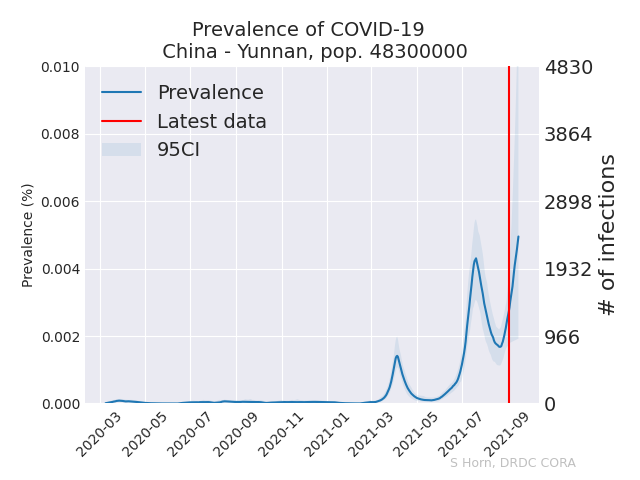 Prevalence of COVID-19
China - Yunnan, pop. 48300000
Prevalence
Latest data
95CI
Prevalence (%)
0.010
0.008
0.006
0.004
0.002
0.000
4830
3864
2898
1932
966
0
# of infections
2020-03
2020-05
2020-07
2020-09
2020-11
2021-01
2021-03
2021-05
2021-07
2021-09
S Horn, DRDC CORA